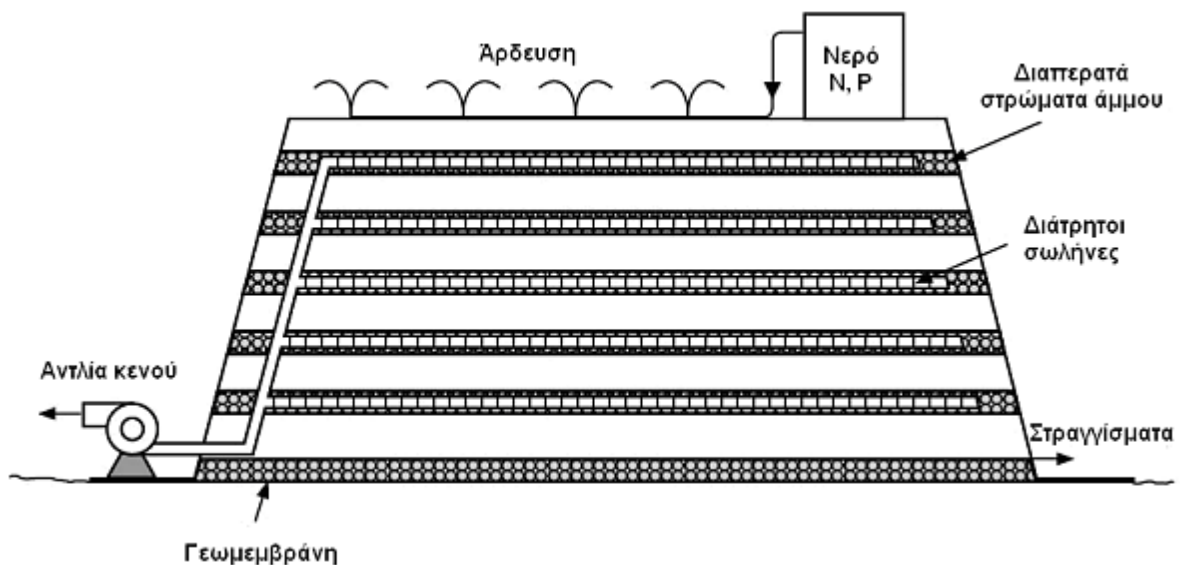 Άρδευση
Νερό
N, P
Διαπερατά
στρώματα άμμου
Διάτρητοι
σωλήνες
Αντλία κενού
Στραγγίσματα
Γεωμεμβράνη